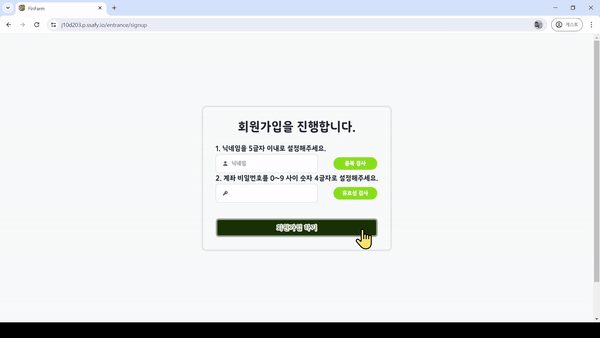 FinFarm
j10d203.p.ssafy.io/entrance/signup
게스트
회원가입을 진행합니다.
1. 닉네임을 5글자 이내로 설정해주세요.
닉네임
중복 검사
2. 계좌 비밀번호를 0~9 사이 숫자 4글자로 설정해주세요.
유효성 검사
회원가입 하기